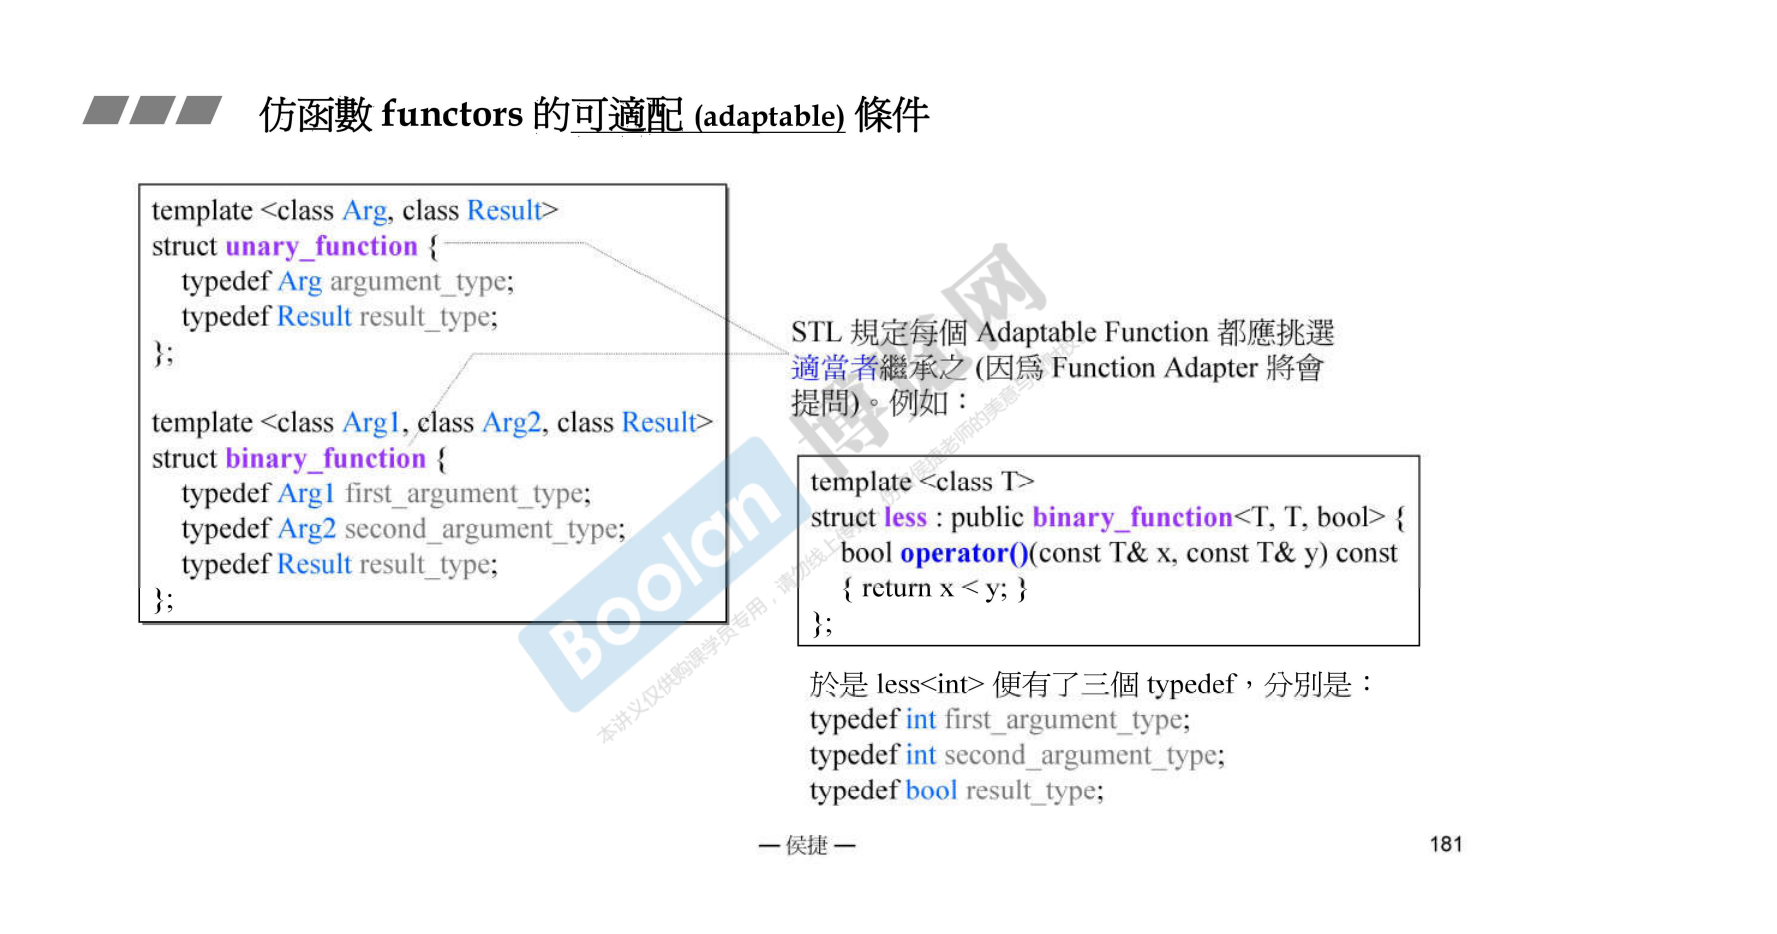 仿函數 functors 的可適配 (adaptable) 條件
template <class Arg, class Result>
struct unary_function {
typedef Arg argument_type;
typedef Result result_type;
};
template <class Arg1, class Arg2, class Result>
struct binary_function {
typedef Arg1 first_argument_type;
typedef Arg2 second_argument_type;
typedef Result result_type;
};
STL 規定每個 Adaptable Function 都應挑選
適當者繼承之 (因爲 Function Adapter 將會
提問)。例如：
template <class T>
struct less : public binary_function<T, T, bool> {
bool operator()(const T& x, const T& y) const
{ return x < y; }
};
於是 less<int> 便有了三個 typedef，分別是：
typedef int first_argument_type;
typedef int second_argument_type;
typedef bool result_type;
Boolan 博览网
本讲义仅供购课学员专用，请勿线上
侯捷老师的美意与
— 侯捷 —
181